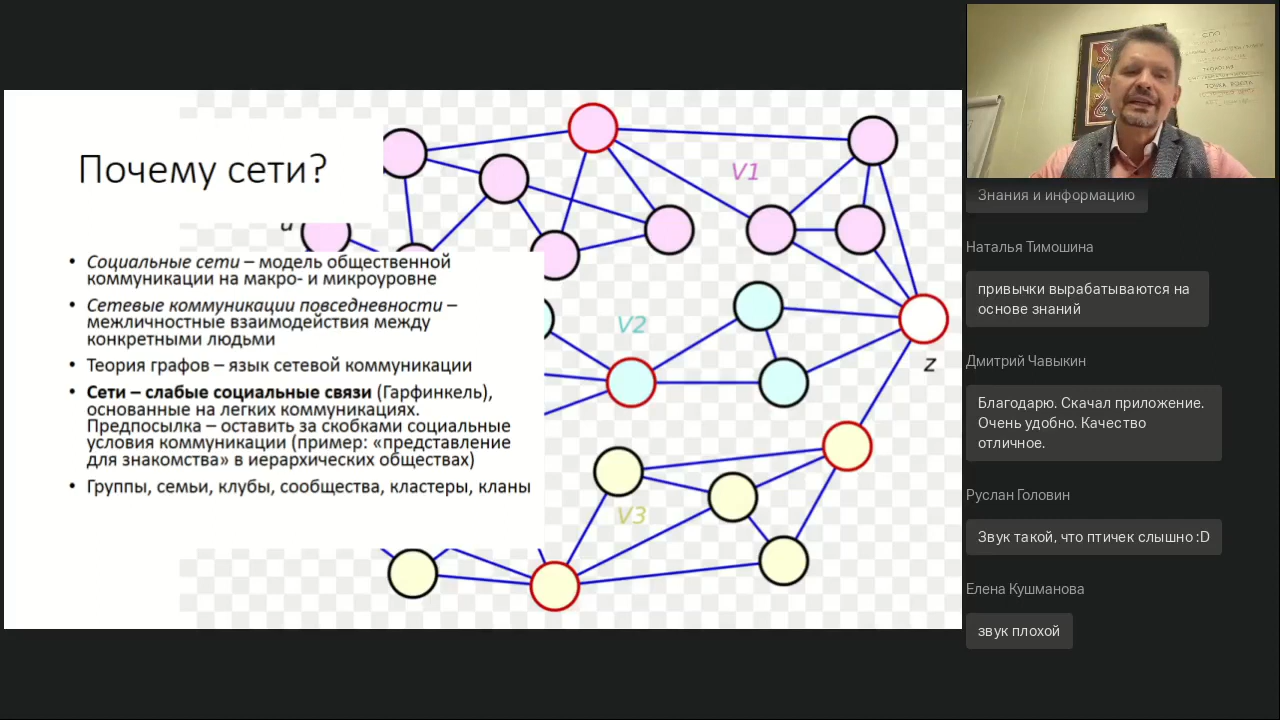 Почему сети?
u
V1
V2
V3
z
• Социальные сети – модель общественной
коммуникации на макро- и микроуровне
• Сетевые коммуникации повседневности –
межличностные взаимодействия между
конкретными людьми
• Теория графов – язык сетевой коммуникации
• Сети – слабые социальные связи (Гарфинкель),
основанные на легких коммуникациях.
Предпосылка – оставить за скобками социальные
условия коммуникации (пример: «представление
для знакомства» в иерархических обществах)
• Группы, семьи, клубы, сообщества, кластеры, кланы
Знания и информацию
Наталья Тимошина
привычки вырабатываются на
основе знаний
Дмитрий Чавыкин
Благодарю. Скачал приложение.
Очень удобно. Качество
отличное.
Руслан Головин
Звук такой, что птичек слышно :D
Елена Кушманова
звук плохой